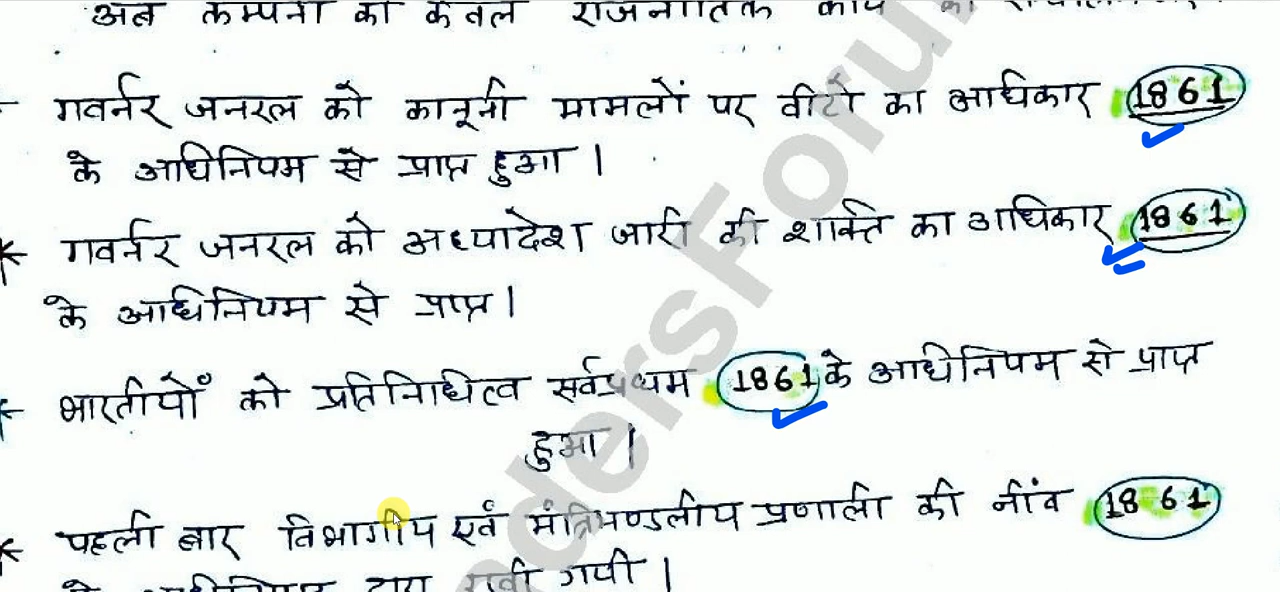 अब कम्पनी का केवल राजनीतिक कार्य का
गवर्नर जनरल को कानूनी मामलों पर वीटो का अधिकार 1861
के अधिनियम से प्राप्त हुआ।
* गवर्नर जनरल को अध्यादेश जारी की शक्ति का अधिकार 1861
के अधिनियम से प्राप्त।
* भारतीयों को प्रतिनिधित्व सर्वप्रथम 1861 के अधिनियम से प्राप्त
हुआ।
* पहली बार विभागीय एवं मंत्रिमण्डलीय प्रणाली की नींव 1861
के अधिनियम द्वारा रखी गयी।